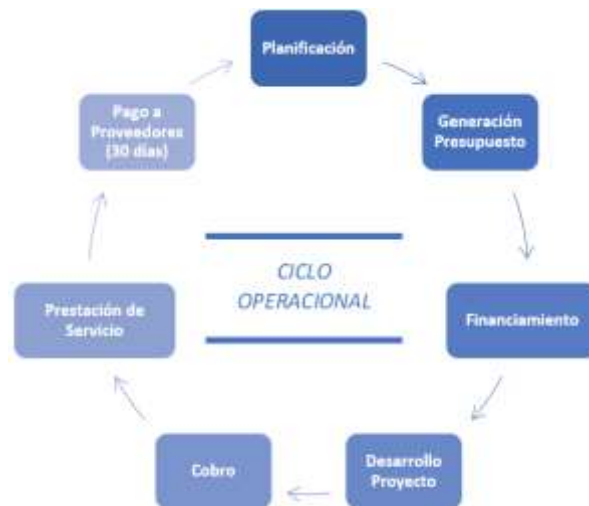 Planificación
Generación
Presupuesto
Financiamiento
Desarrollo
Proyecto
Cobro
Prestación de
Servicio
Pago a
Proveedores
(30 días)
CICLO
OPERACIONAL